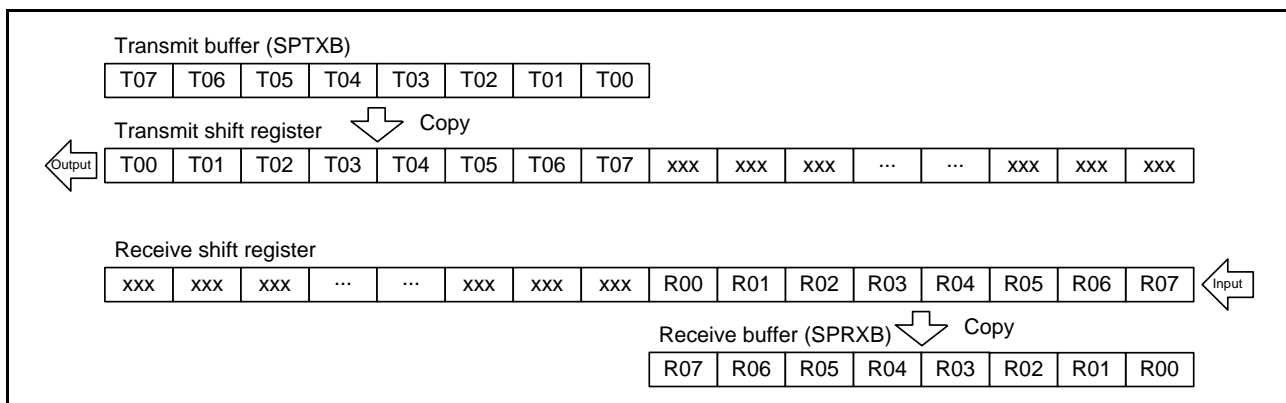 Transmit buffer (SPTXB)
T07 T06 T05 T04 T03 T02 T01 T00
Copy
Transmit shift register
Output T00 T01 T02 T03 T04 T05 T06 T07 xxx xxx xxx ... ... xxx xxx xxx
Receive shift register
xxx xxx xxx ... ... xxx xxx xxx R00 R01 R02 R03 R04 R05 R06 R07 Input
Receive buffer (SPRXB) Copy
R07 R06 R05 R04 R03 R02 R01 R00